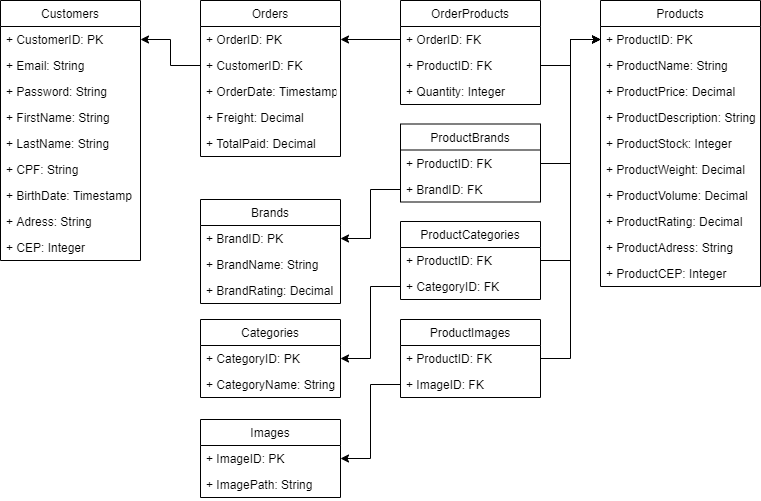 Customers
+ CustomerID: PK
+ Email: String
+ Password: String
+ FirstName: String
+ LastName: String
+ CPF: String
+ BirthDate: Timestamp
+ Adress: String
+ CEP: Integer
Orders
+ OrderID: PK
+ CustomerID: FK
+ OrderDate: Timestamp
+ Freight: Decimal
+ TotalPaid: Decimal
Brands
+ BrandID: PK
+ BrandName: String
+ BrandRating: Decimal
Categories
+ CategoryID: PK
+ CategoryName: String
Images
+ ImageID: PK
+ ImagePath: String
OrderProducts
+ OrderID: FK
+ ProductID: FK
+ Quantity: Integer
ProductBrands
+ ProductID: FK
+ BrandID: FK
ProductCategories
+ ProductID: FK
+ CategoryID: FK
ProductImages
+ ProductID: FK
+ ImageID: FK
Products
+ ProductID: PK
+ ProductName: String
+ ProductPrice: Decimal
+ ProductDescription: String
+ ProductStock: Integer
+ ProductWeight: Decimal
+ ProductVolume: Decimal
+ ProductRating: Decimal
+ ProductAdress: String
+ ProductCEP: Integer